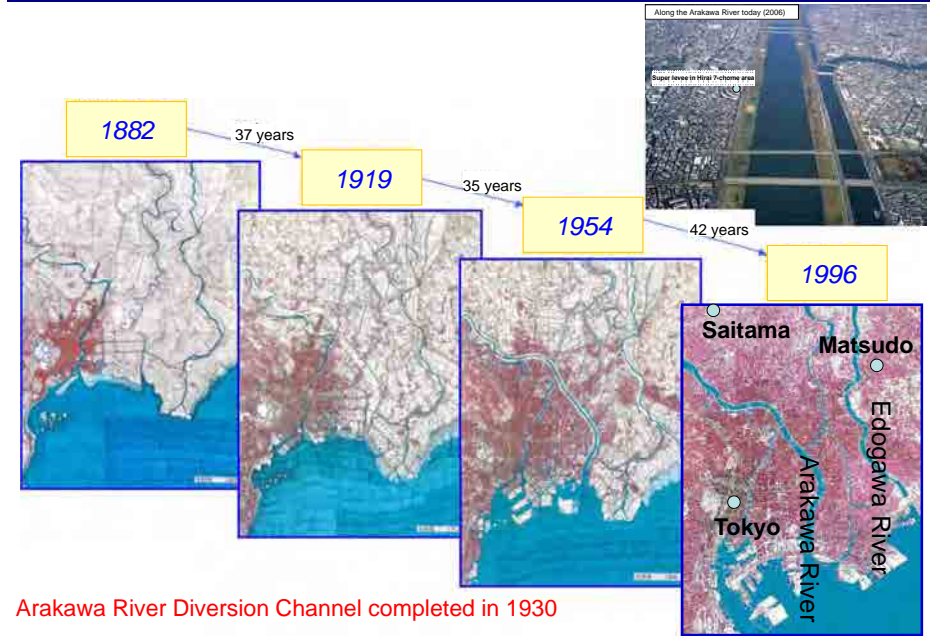 Along the Arakawa River today (2006)
Super levee in Hirai 7-chome area
1882
37 years
1919
35 years
1954
42 years
1996
Saitama
Matsudo
Edogawa River
Arakawa River
Tokyo
Arakawa River Diversion Channel completed in 1930